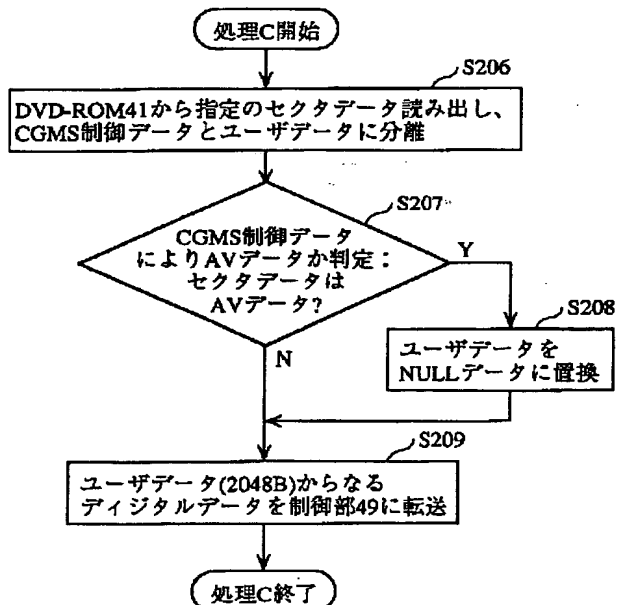 処理C開始
S206
DVD-ROM41から指定のセクタデータ読み出し、
CGMS制御データとユーザデータに分離
S207
CGMS制御データ
によりAVデータか判定：
セクタデータは
AVデータ?
Y
S208
ユーザデータを
NULLデータに置換
N
S209
ユーザデータ(2048B)からなる
ディジタルデータを制御部49に転送
処理C終了